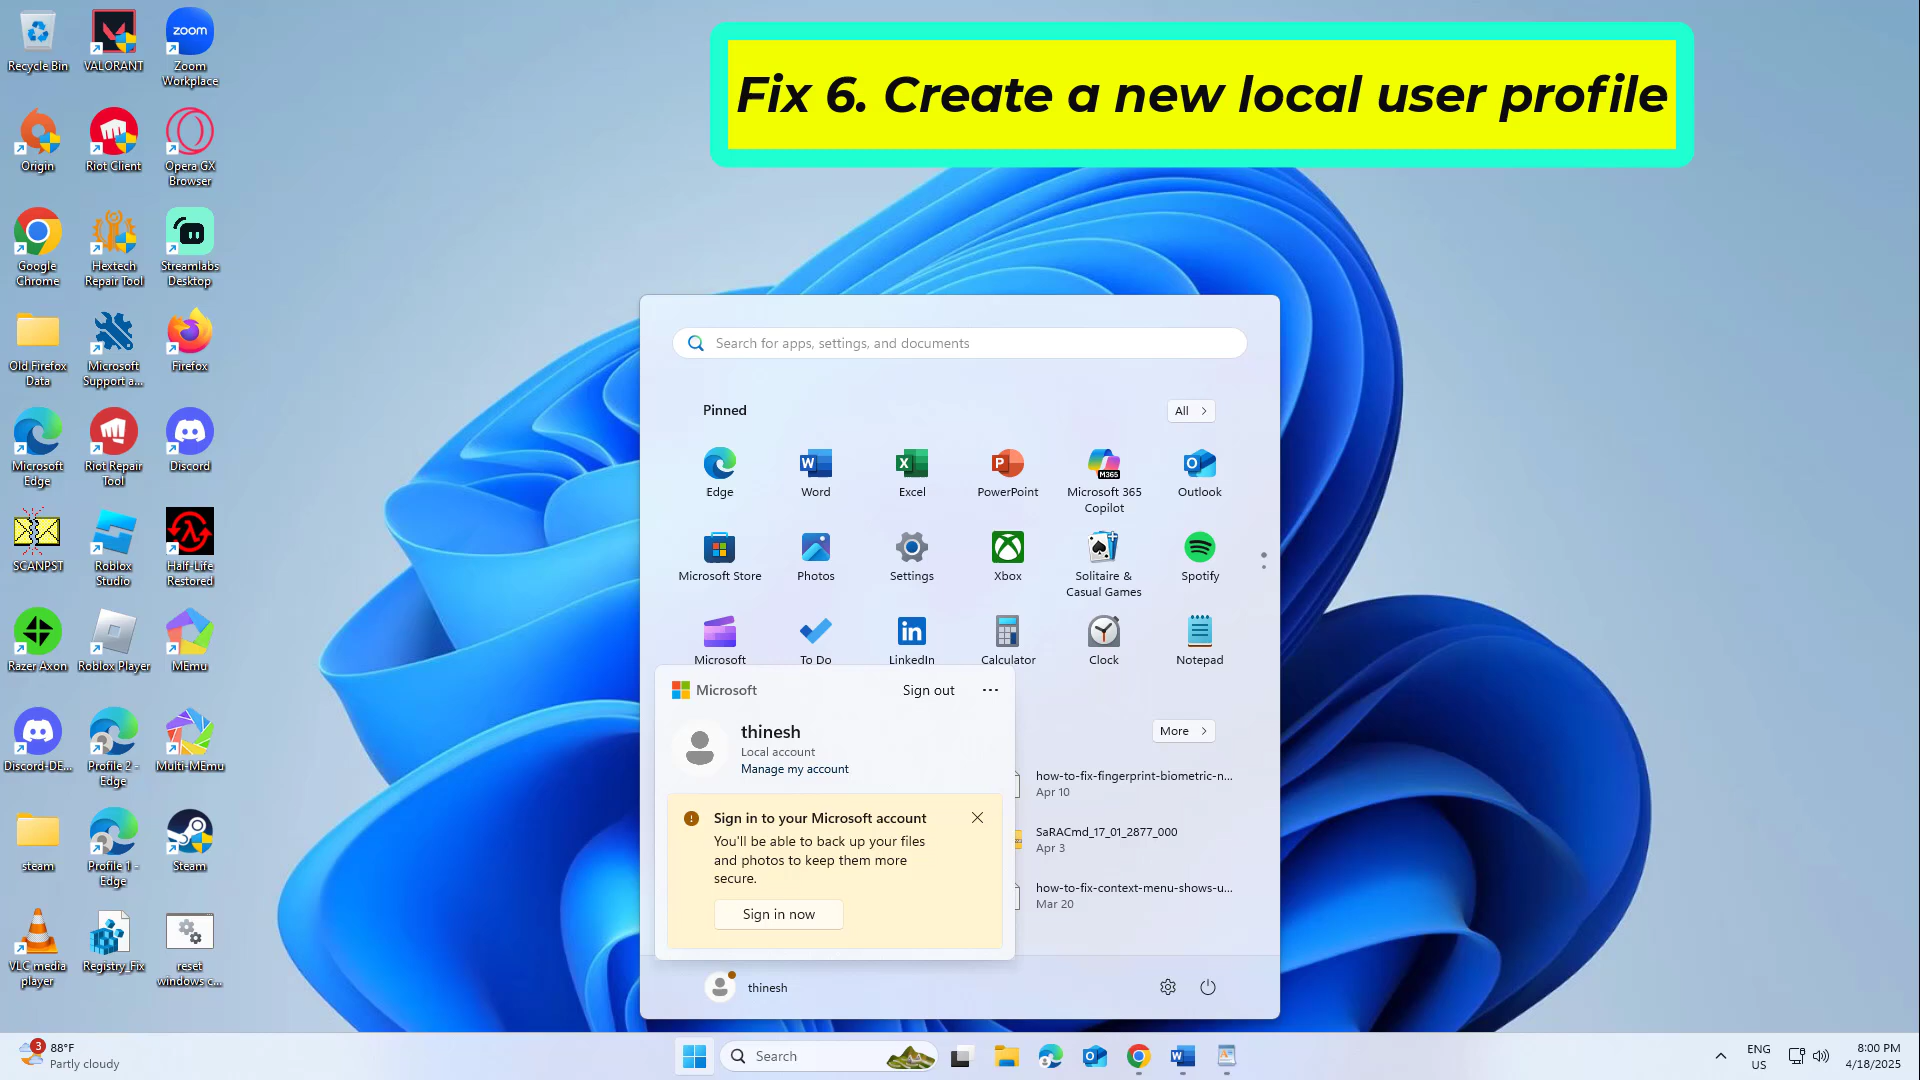 Fix 6. Create a new local user profile
Recycle Bin
VALORANT
zoom
Zoom
Workplace
Origin
Riot Client
Opera GX
Browser
Google
Chrome
Hextech
Repair Tool
Streamlabs
Desktop
Old Firefox
Data
Microsoft
Support a...
Firefox
Microsoft
Edge
Riot Repair
Tool
Discord
SCANPST
Roblox
Studio
Half-Life
Restored
Razer Axon
Roblox Player
MEmu
Discord-DE...
Profile 2 -
Edge
Multi-MEmu
steam
Profile 1 -
Edge
Steam
VLC media
player
Registry_Fix
reset
windows c...
Search for apps, settings, and documents
Pinned
All
Edge
Word
Excel
PowerPoint
M365
Microsoft 365
Copilot
Outlook
Microsoft Store
Photos
Settings
Xbox
Solitaire &
Casual Games
Spotify
Microsoft
To Do
LinkedIn
Calculator
Clock
Notepad
Microsoft
Sign out
thinesh
Local account
Manage my account
Sign in to your Microsoft account
You'll be able to back up your files
and photos to keep them more
secure.
Sign in now
More
how-to-fix-fingerprint-biometric-n...
Apr 10
SaRACmd_17_01_2877_000
Apr 3
how-to-fix-context-menu-shows-u...
Mar 20
thinesh
3
88°F
Partly cloudy
Search
ENG
US
8:00 PM
4/18/2025